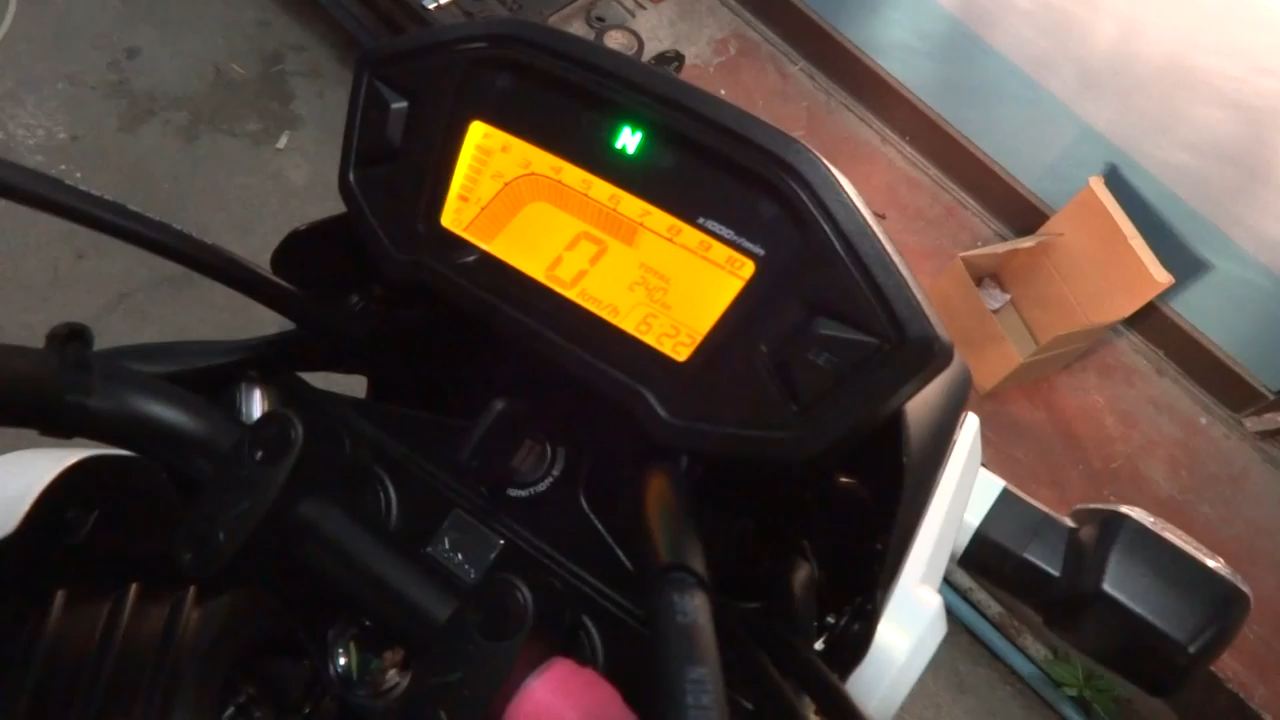 N
1 2 3 4 5 6 7 8 9 10
x1000r/min
0
km/h
TOTAL
240
6:22
IGNITION